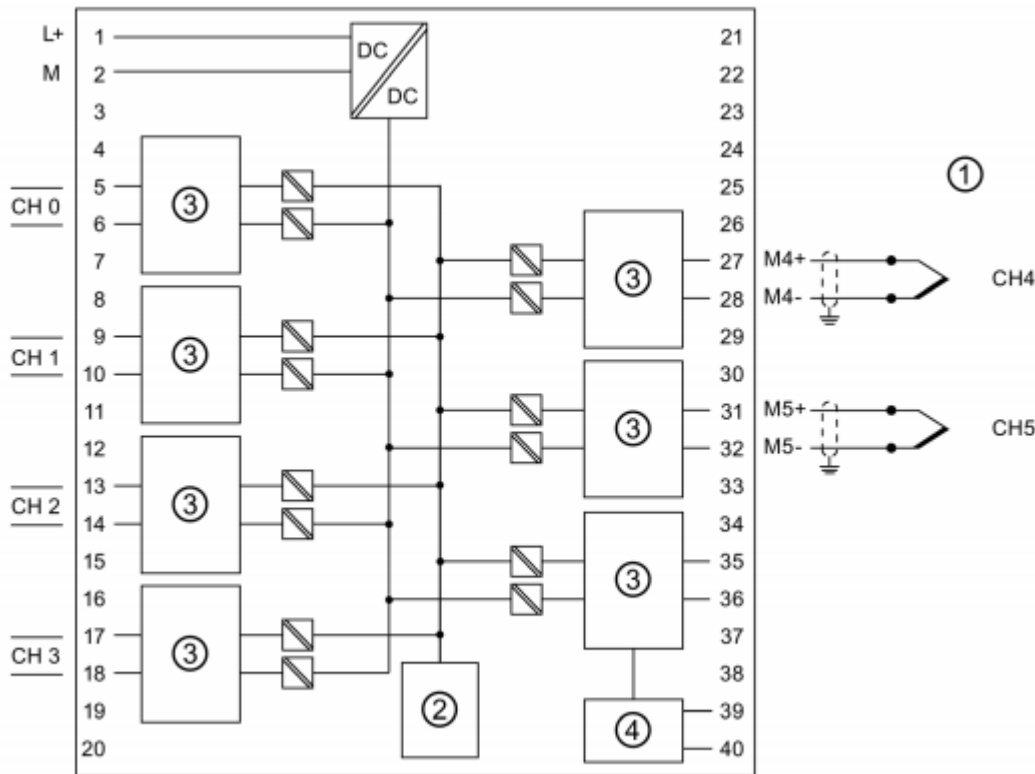 L+ 1 DC 21
M 2 DC 22
3 23
4 24
CH 0 5 ③ 25 ①
6 26
7 27 M4+ CH4
8 ③ 28 M4-
CH 1 9 ③ 29
10 30
11 31 M5+ CH5
12 ③ 32 M5-
CH 2 13 ③ 33
14 34
15 35
16 ③ 36
CH 3 17 ③ 37
18 38
19 ② ④ 39
20 40